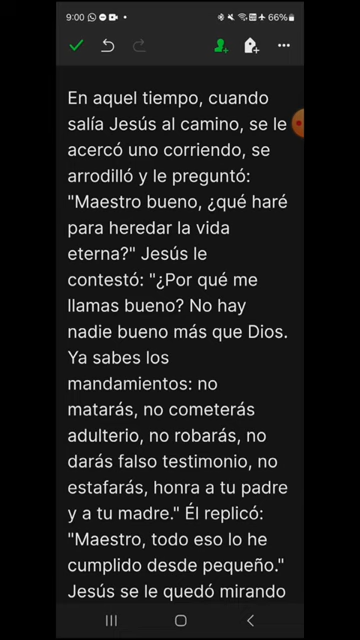 9:00
66%
En aquel tiempo, cuando
salía Jesús al camino, se le
acercó uno corriendo, se
arrodilló y le preguntó:
"Maestro bueno, ¿qué haré
para heredar la vida
eterna?" Jesús le
contestó: "¿Por qué me
llamas bueno? No hay
nadie bueno más que Dios.
Ya sabes los
mandamientos: no
matarás, no cometerás
adulterio, no robarás, no
darás falso testimonio, no
estafarás, honra a tu padre
y a tu madre." Él replicó:
"Maestro, todo eso lo he
cumplido desde pequeño."
Jesús se le quedó mirando